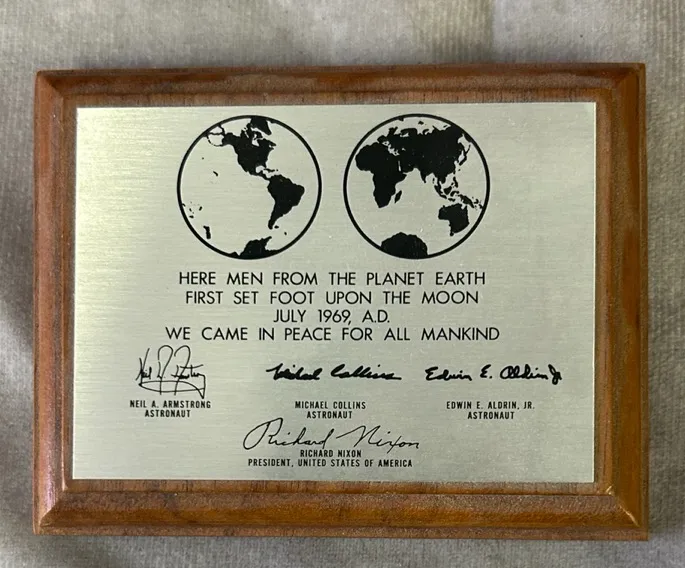 HERE MEN FROM THE PLANET EARTH
FIRST SET FOOT UPON THE MOON
JULY 1969, A.D.
WE CAME IN PEACE FOR ALL MANKIND
Neil A. Armstrong
Michael Collins
Edwin E. Aldrin Jr
NEIL A. ARMSTRONG
ASTRONAUT
MICHAEL COLLINS
ASTRONAUT
EDWIN E. ALDRIN, JR.
ASTRONAUT
Richard Nixon
RICHARD NIXON
PRESIDENT, UNITED STATES OF AMERICA